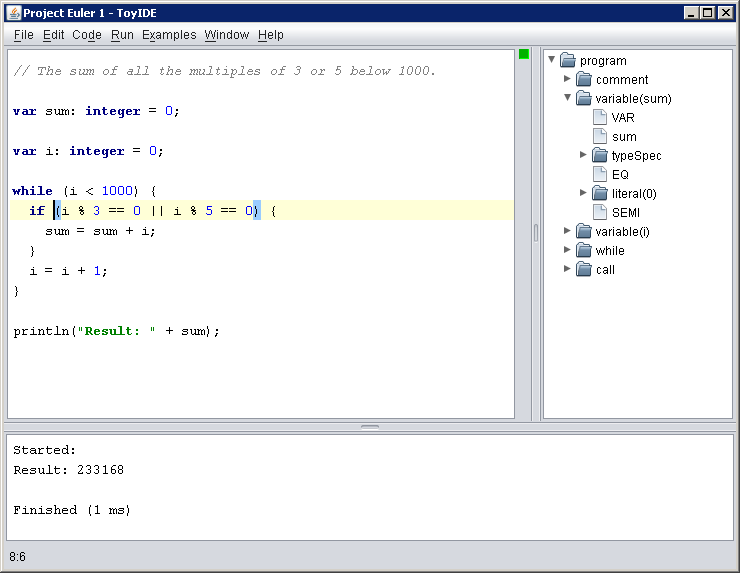 Project Euler 1 - ToyIDE
File Edit Code Run Examples Window Help
// The sum of all the multiples of 3 or 5 below 1000.
var sum: integer = 0;
var i: integer = 0;
while (i < 1000) {
if (i % 3 == 0 || i % 5 == 0) {
sum = sum + i;
}
i = i + 1;
}
println("Result: " + sum);
program
comment
variable(sum)
VAR
sum
typeSpec
EQ
literal(0)
SEMI
variable(i)
while
call
Started:
Result: 233168
Finished (1 ms)
8:6